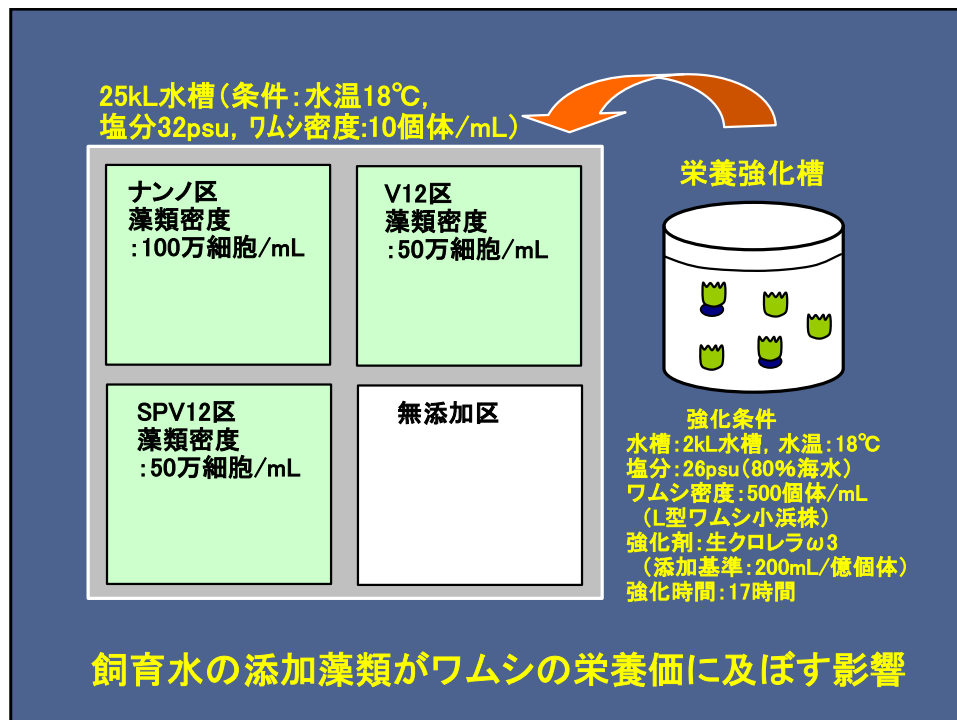 25kL水槽（条件：水温18℃，
塩分32psu，ﾜﾑｼ密度:10個体/mL）
ナンノ区
藻類密度
：100万細胞/mL
V12区
藻類密度
：50万細胞/mL
SPV12区
藻類密度
：50万細胞/mL
無添加区
栄養強化槽
強化条件
水槽：2kL水槽，水温：18℃
塩分：26psu（80％海水）
ワムシ密度：500個体/mL
（L型ワムシ小浜株）
強化剤：生クロレラω3
（添加基準：200mL/億個体）
強化時間：17時間
飼育水の添加藻類がワムシの栄養価に及ぼす影響